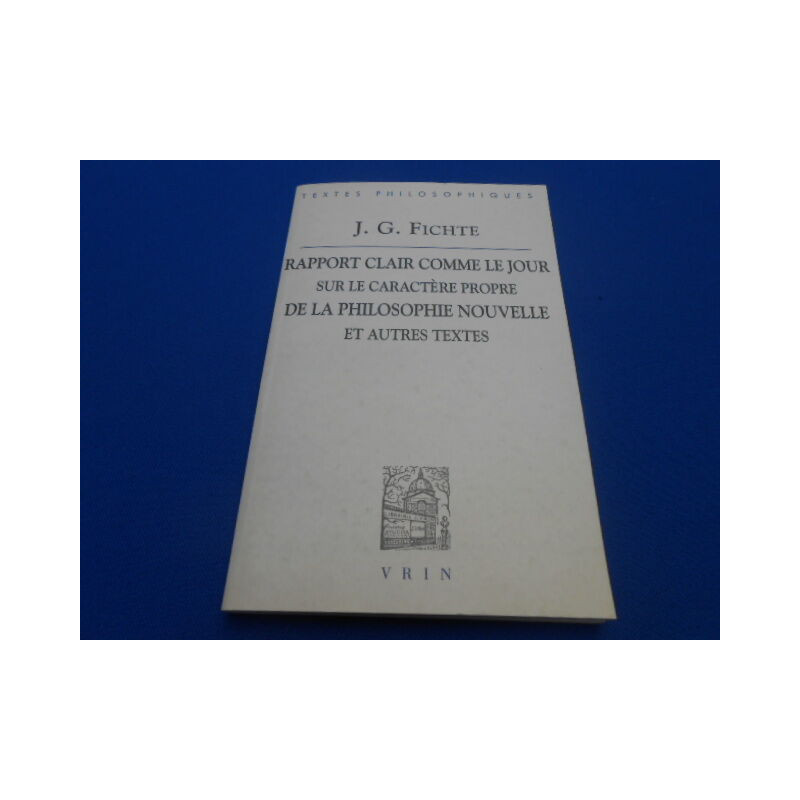 TEXTES PHILOSOPHIQUES
J. G. FICHTE
RAPPORT CLAIR COMME LE JOUR
SUR LE CARACTÈRE PROPRE
DE LA PHILOSOPHIE NOUVELLE
ET AUTRES TEXTES
VRIN